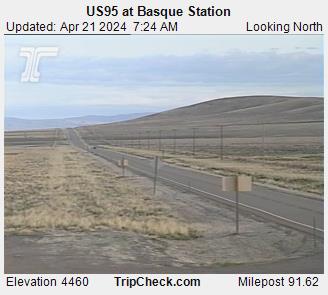 US95 at Basque Station
Updated: Apr 21 2024 7:24 AM Looking North
Elevation 4460 TripCheck.com Milepost 91.62